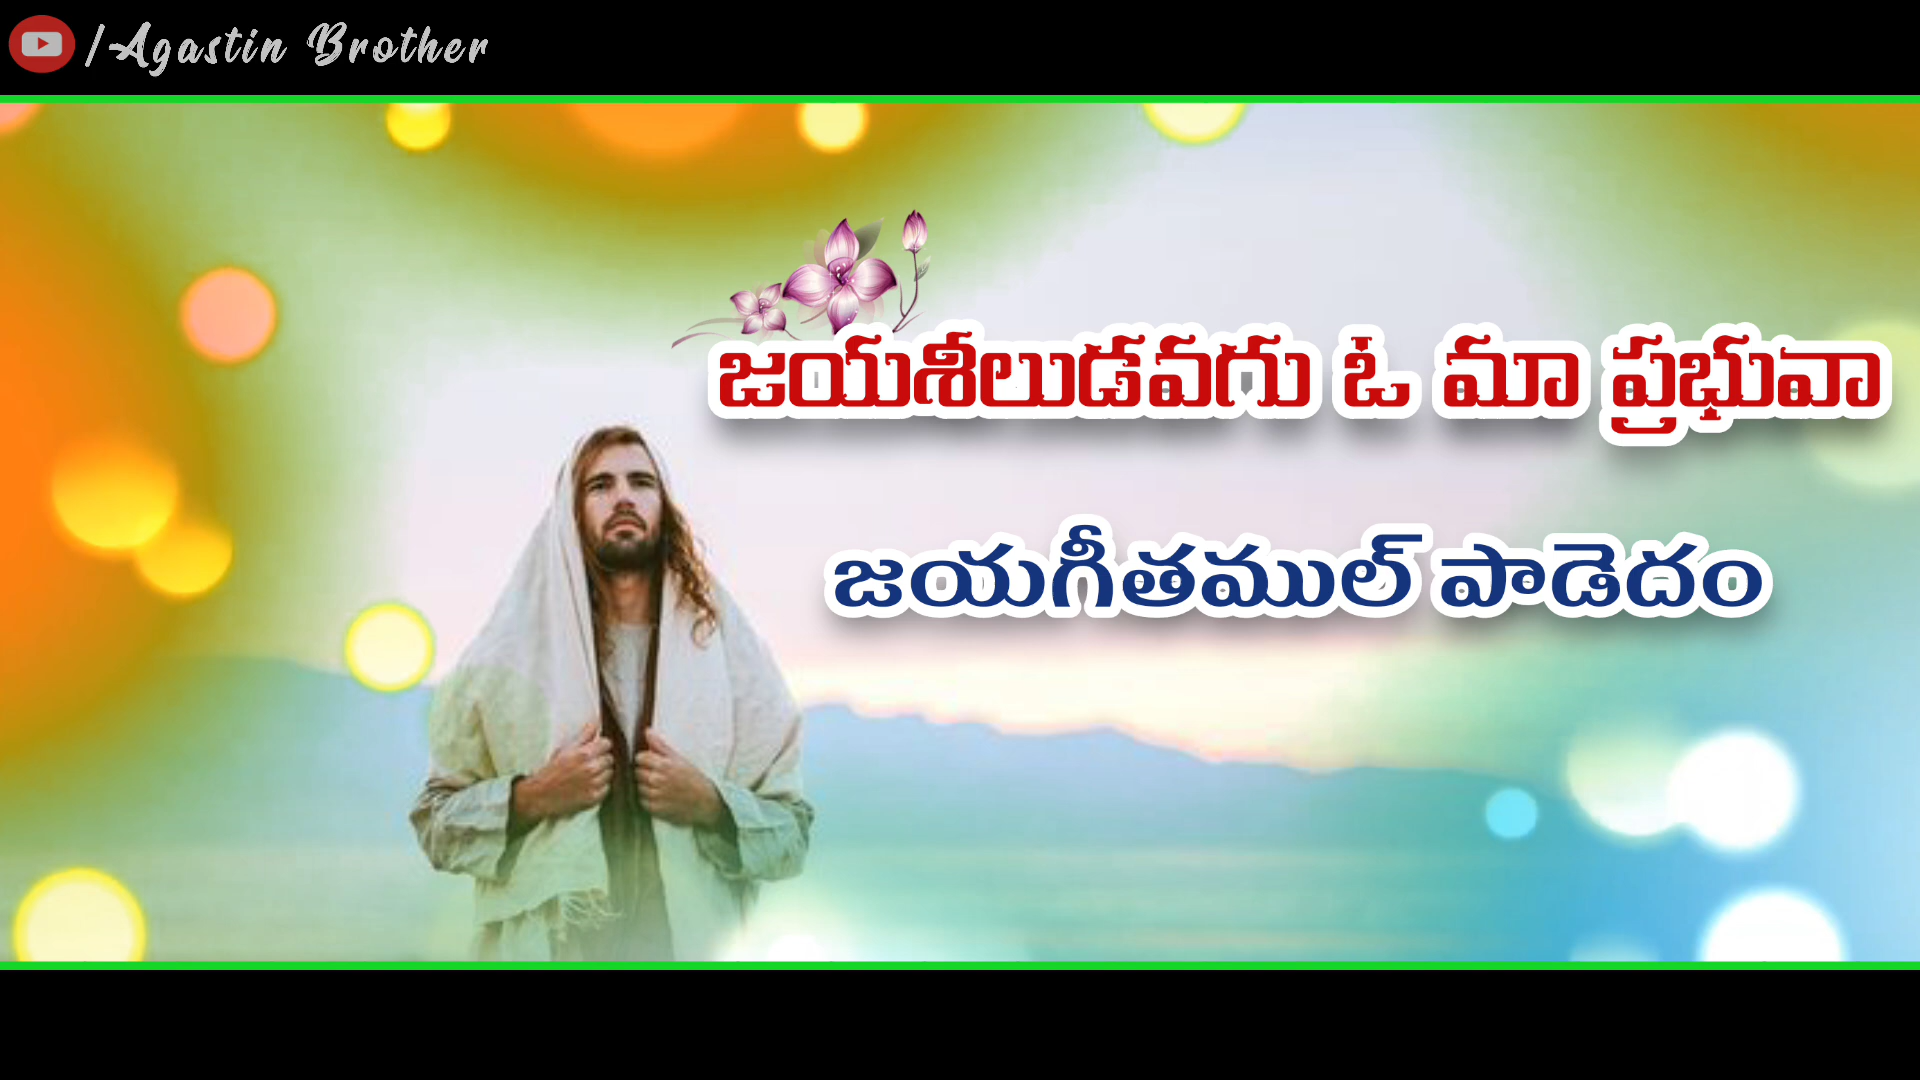 /Agastin Brother
జయశీలుడవగు ఓ మా ప్రభువా
జయగీతముల్ పాడెదం